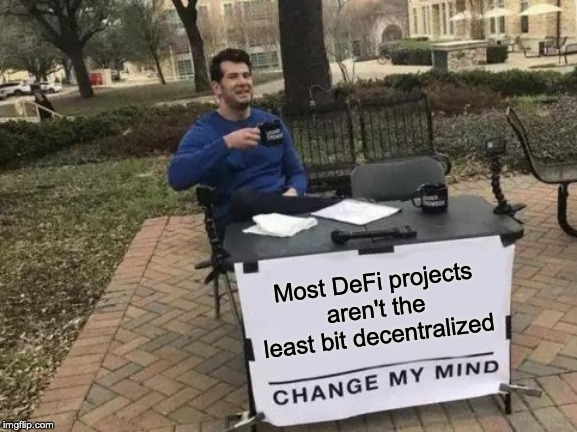 Most DeFi projects
aren't the
least bit decentralized
CHANGE MY MIND
imgflip.com